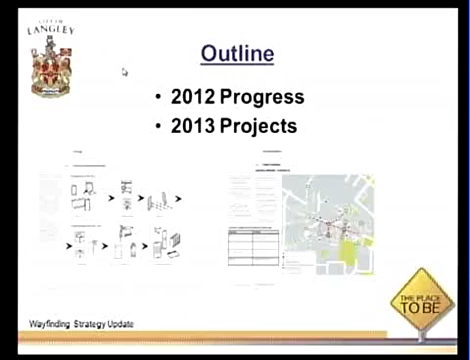 CITY OF
LANGLEY
Outline
• 2012 Progress
• 2013 Projects
THE PLACE
TO BE
Wayfinding Strategy Update